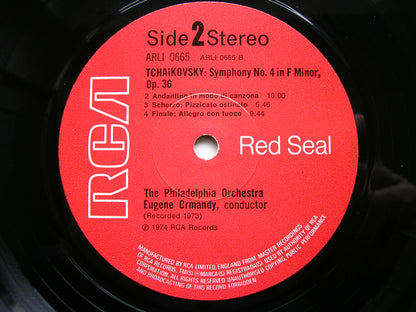 Side 2 Stereo
ARLI 0665 ARLI 0665 B
TCHAIKOVSKY: Symphony No. 4 in F Minor,
Op. 36
2 Andantino in modo di canzona 10.00
3 Scherzo: Pizzicato ostinato 5.46
4 Finale: Allegro con fuoco 9.44
RCA
Red Seal
The Philadelphia Orchestra
Eugene Ormandy, conductor
(Recorded 1973)
℗ 1974 RCA Records
MANUFACTURED BY RCA LIMITED, ENGLAND FROM MASTER RECORDINGS
OF RCA RECORDS. TM(S) ® MARCA(S) REGISTRADA(S) USED BY AUTHORITY OF RCA
CORPORATION. ALL RIGHTS RESERVED UNAUTHORISED COPYING, PUBLIC PERFORMANCE
AND BROADCASTING OF THIS RECORD FORBIDDEN